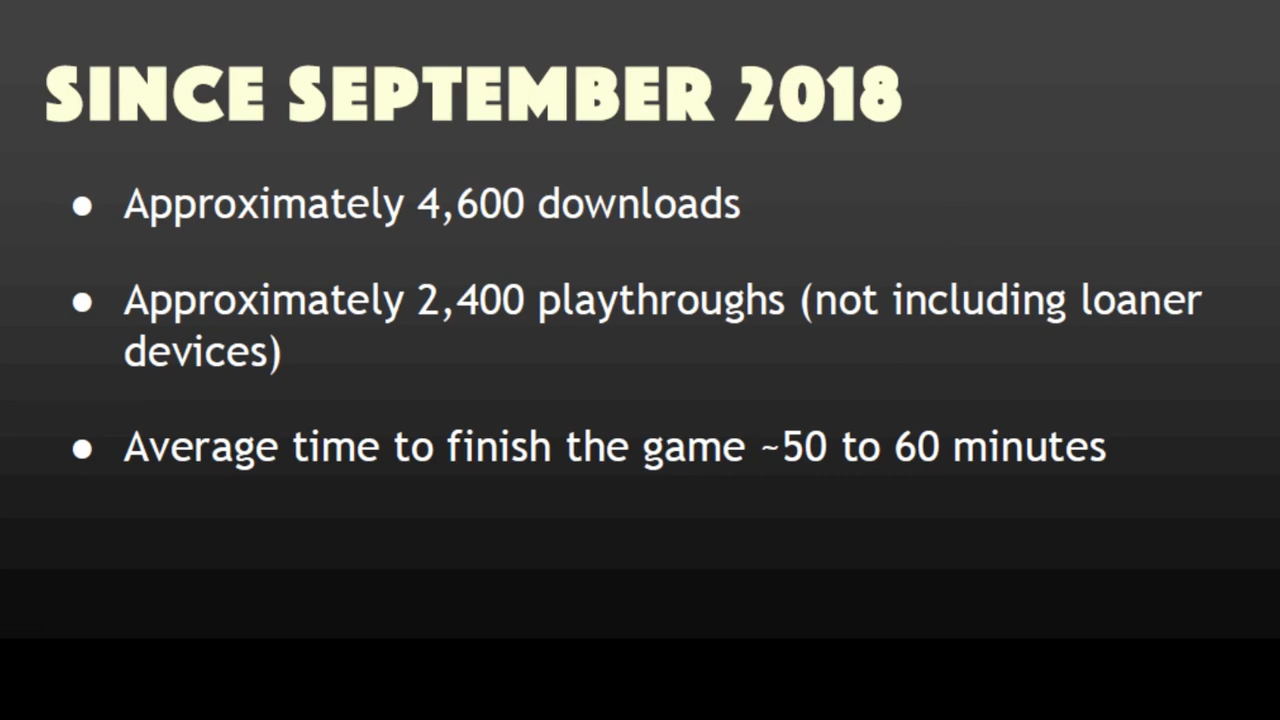 SINCE SEPTEMBER 2018
● Approximately 4,600 downloads
● Approximately 2,400 playthroughs (not including loaner
devices)
● Average time to finish the game ~50 to 60 minutes